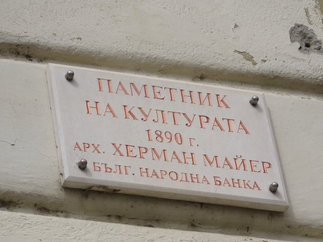 ПАМЕТНИК
НА КУЛТУРАТА
1890 г.
АРХ. ХЕРМАН МАЙЕР
БЪЛГ. НАРОДНА БАНКА